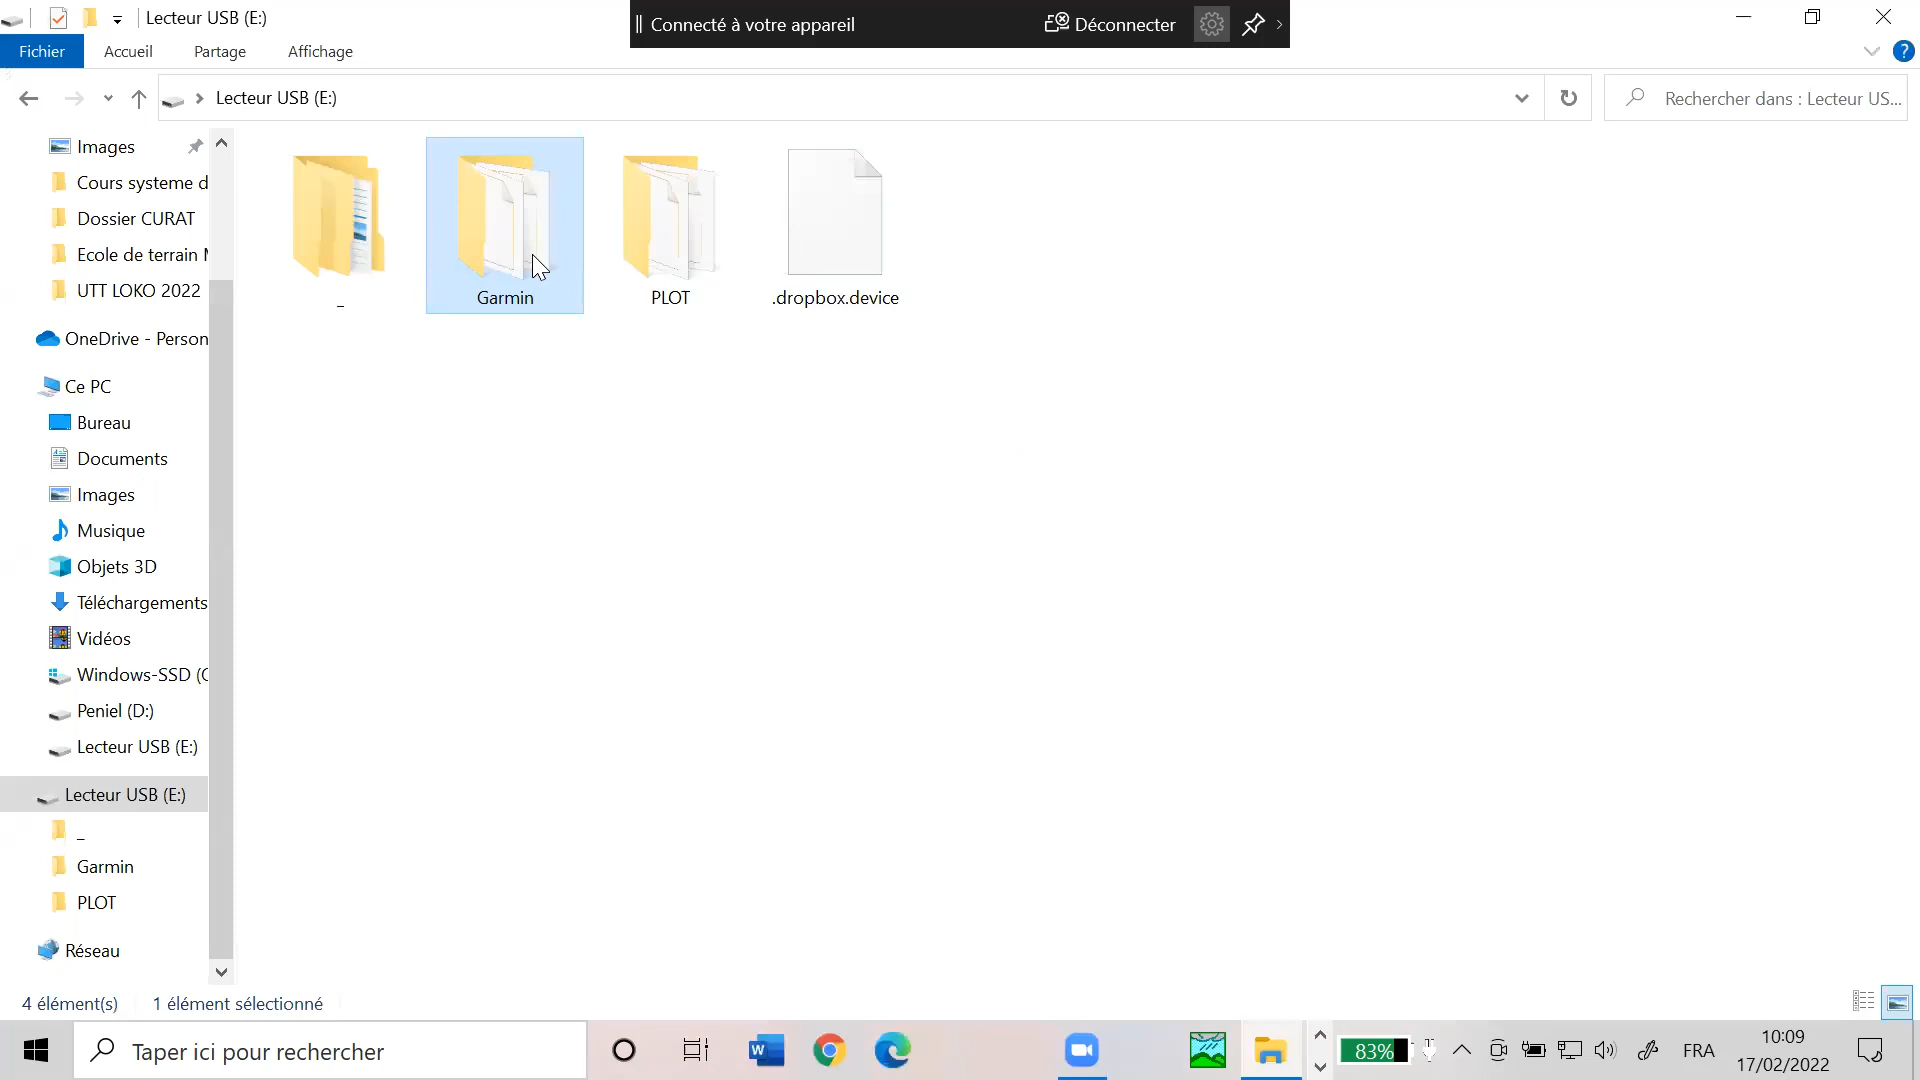 Lecteur USB (E:)
Connecté à votre appareil
Déconnecter
Fichier
Accueil
Partage
Affichage
?
Lecteur USB (E:)
Rechercher dans : Lecteur US...
Images
Cours systeme d
Dossier CURAT
Ecole de terrain
UTT LOKO 2022
OneDrive - Person
Ce PC
Bureau
Documents
Images
Musique
Objets 3D
Téléchargements
Vidéos
Windows-SSD (C
Peniel (D:)
Lecteur USB (E:)
Lecteur USB (E:)
_
Garmin
PLOT
Réseau
_
Garmin
PLOT
.dropbox.device
4 élément(s)
1 élément sélectionné
Taper ici pour rechercher
W
83%
FRA
10:09
17/02/2022